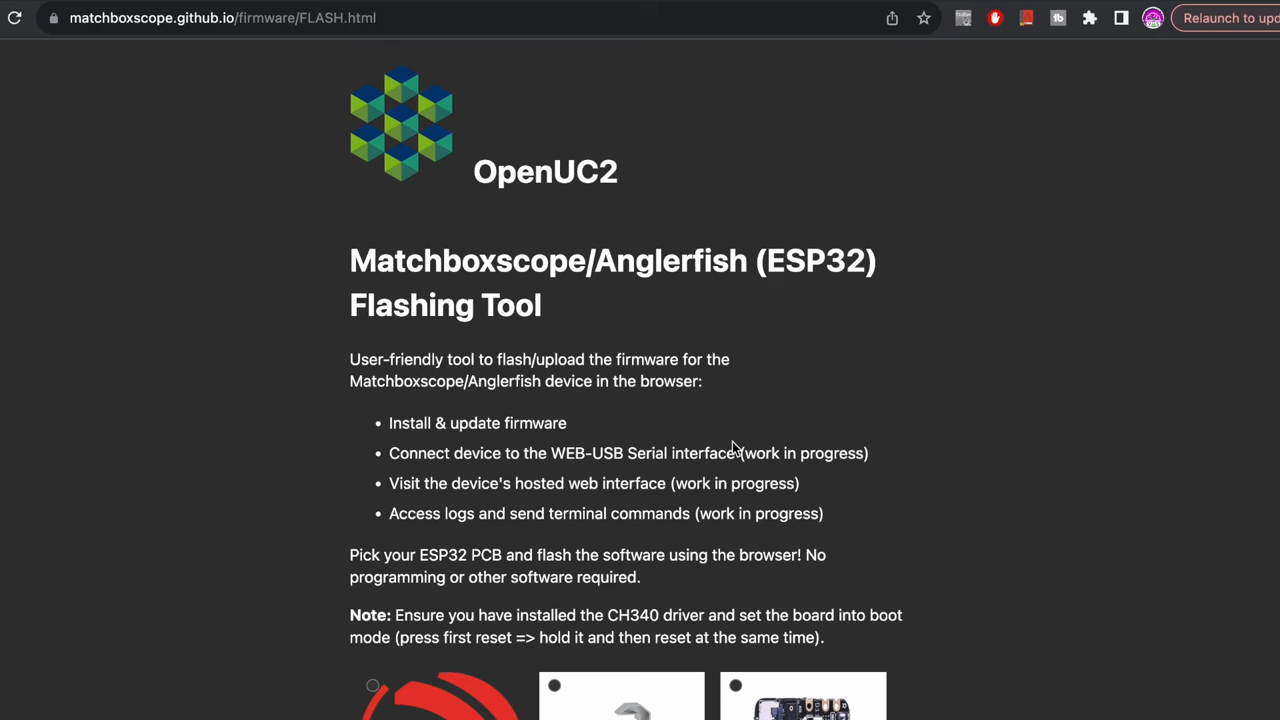 matchboxscope.github.io/firmware/FLASH.html
Relaunch to upd
OpenUC2
Matchboxscope/Anglerfish (ESP32)
Flashing Tool
User-friendly tool to flash/upload the firmware for the
Matchboxscope/Anglerfish device in the browser:
• Install & update firmware
• Connect device to the WEB-USB Serial interface (work in progress)
• Visit the device's hosted web interface (work in progress)
• Access logs and send terminal commands (work in progress)
Pick your ESP32 PCB and flash the software using the browser! No
programming or other software required.
Note: Ensure you have installed the CH340 driver and set the board into boot
mode (press first reset => hold it and then reset at the same time).